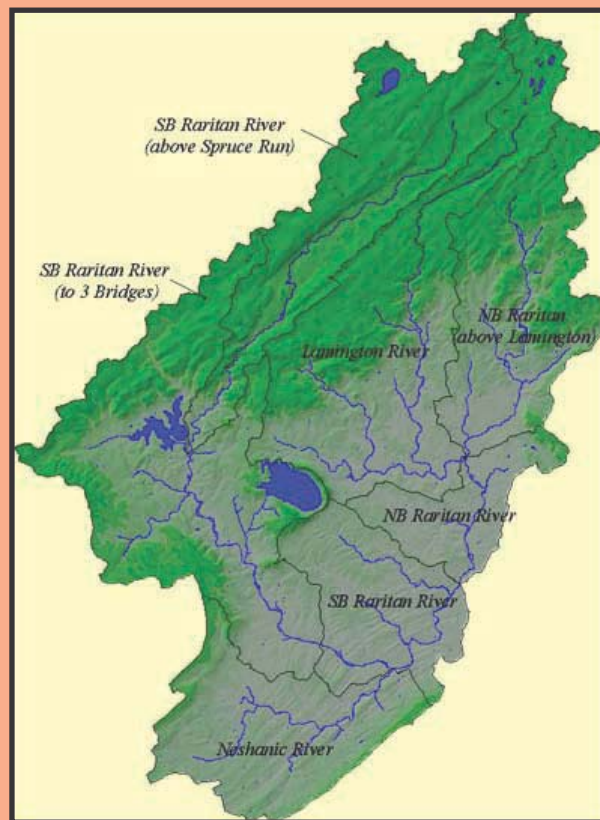 SB Raritan River
(above Spruce Run)
SB Raritan River
(to 3 Bridges)
NB Raritan
(above Lamington)
Lamington River
NB Raritan River
SB Raritan River
Neshanic River